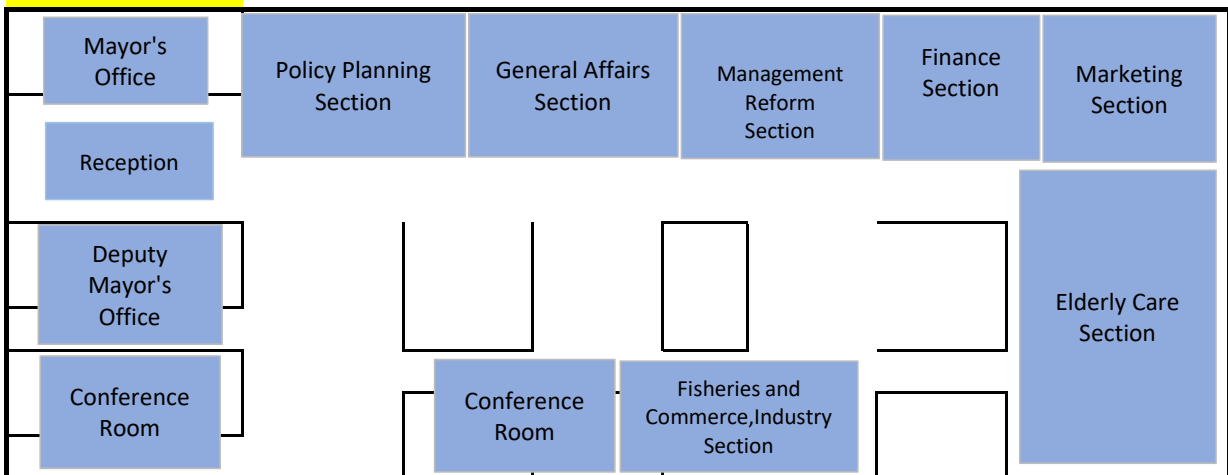 Mayor's
Office
Policy Planning
Section
General Affairs
Section
Management
Reform
Section
Finance
Section
Marketing
Section
Reception
Deputy
Mayor's
Office
Elderly Care
Section
Conference
Room
Conference
Room
Fisheries and
Commerce,Industry
Section